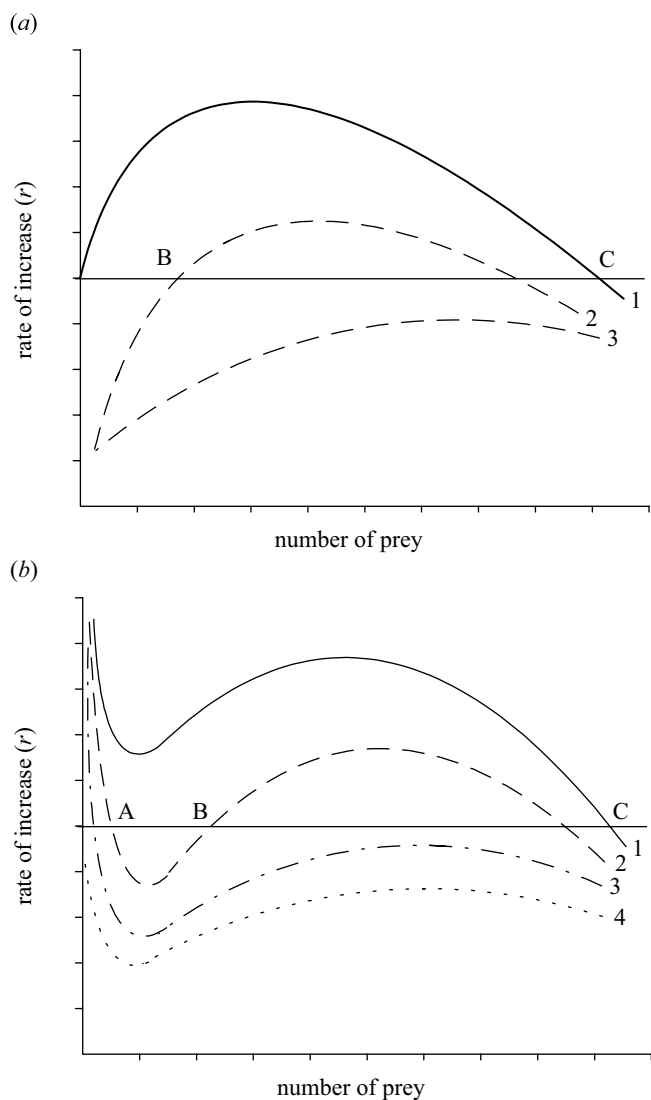 (a)
rate of increase (r)
B
C
1
2
3
number of prey
(b)
rate of increase (r)
A
B
C
1
2
3
4
number of prey